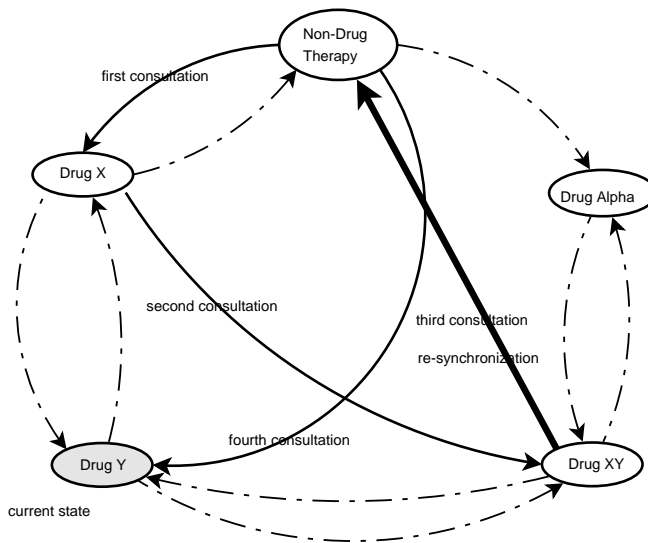 Non-Drug
Therapy
first consultation
Drug X
Drug Alpha
second consultation
third consultation
re-synchronization
fourth consultation
Drug Y
Drug XY
current state